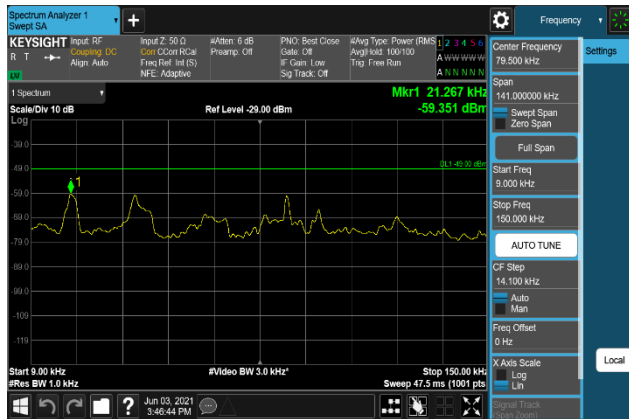 Spectrum Analyzer 1
Swept SA
Frequency
KEYSIGHT
R T
Input: RF
Coupling: DC
Align: Auto
Input Z: 50 Ω
Corr CCorr RCal
Freq Ref: Int (S)
NFE: Adaptive
#Atten: 6 dB
Preamp: Off
PNO: Best Close
Gate: Off
IF Gain: Low
Sig Track: Off
#Avg Type: Power (RMS
Avg|Hold: 100/100
Trig: Free Run
1 2 3 4 5 6
A W W W W W
A N N N N N
Center Frequency
79.500 kHz
Settings
1 Spectrum
Scale/Div 10 dB
Log
Ref Level -29.00 dBm
Mkr1 21.267 kHz
-59.351 dBm
Span
141.000000 kHz
Swept Span
Zero Span
Full Span
Start Freq
9.000 kHz
Stop Freq
150.000 kHz
AUTO TUNE
CF Step
14.100 kHz
Auto
Man
Freq Offset
0 Hz
X Axis Scale
Log
Lin
Local
Signal Track
(Span Zoom)
DL1 -49.00 dBm
1
-39.0
-49.0
-59.0
-69.0
-79.0
-89.0
-99.0
-109
-119
Start 9.00 kHz
#Res BW 1.0 kHz
#Video BW 3.0 kHz*
Stop 150.00 kHz
Sweep 47.5 ms (1001 pts
Jun 03, 2021
3:46:44 PM